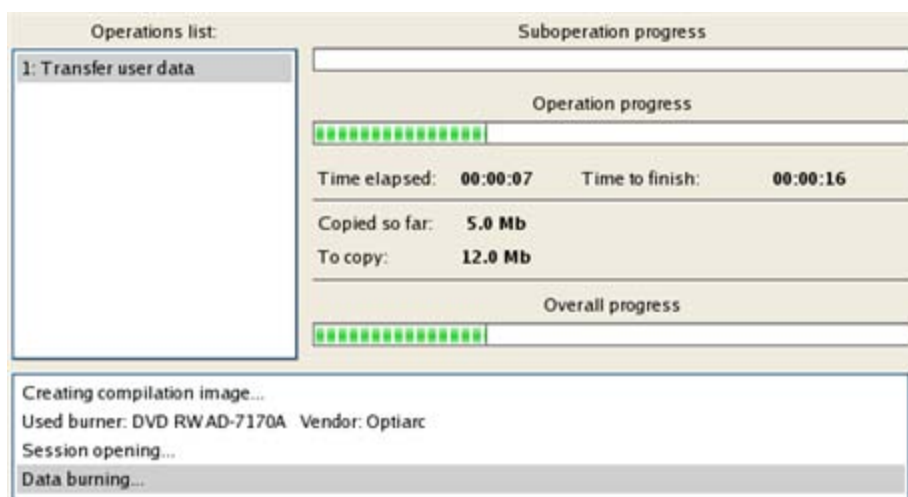 Operations list:
1: Transfer user data
Suboperation progress
Operation progress
Time elapsed: 00:00:07 Time to finish: 00:00:16
Copied so far: 5.0 Mb
To copy: 12.0 Mb
Overall progress
Creating compilation image...
Used burner: DVD RW AD-7170A Vendor: Optiarc
Session opening...
Data burning...